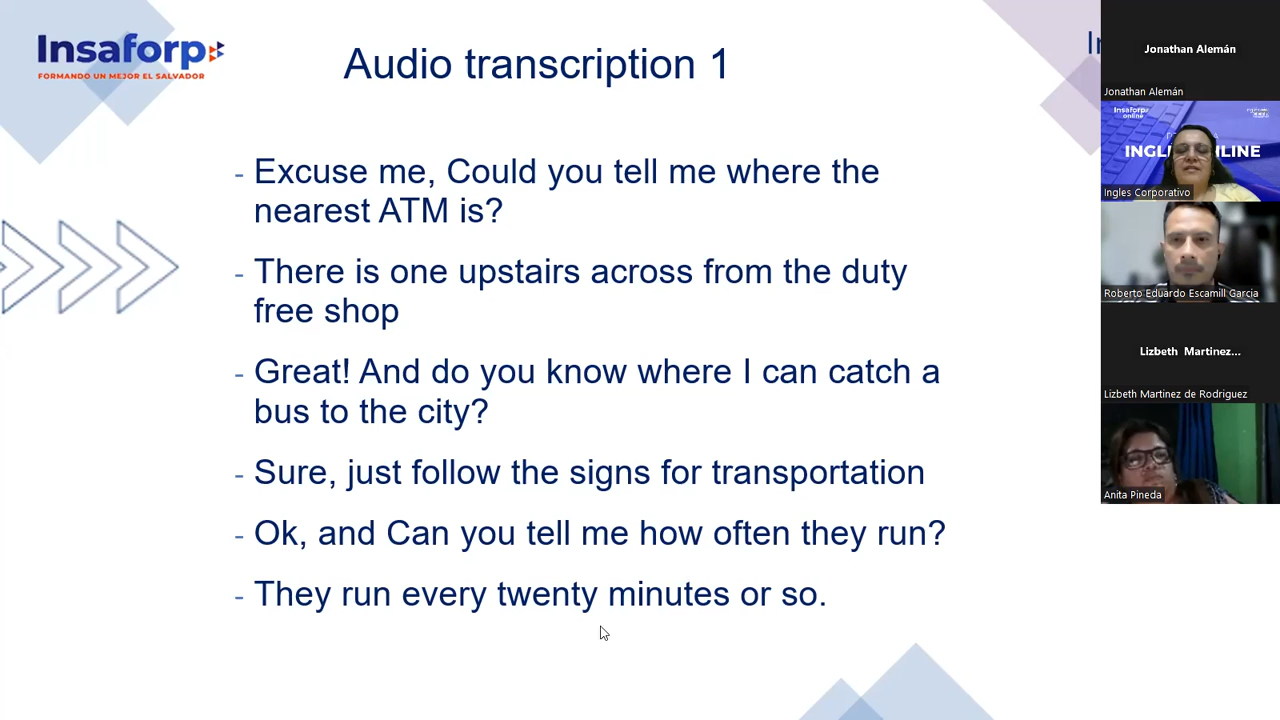 Insaforp
FORMANDO UN MEJOR EL SALVADOR
Audio transcription 1
- Excuse me, Could you tell me where the
nearest ATM is?
- There is one upstairs across from the duty
free shop
- Great! And do you know where I can catch a
bus to the city?
- Sure, just follow the signs for transportation
- Ok, and Can you tell me how often they run?
- They run every twenty minutes or so.
Jonathan Alemán
Jonathan Alemán
Insaforp
online
Ingles Corporativo
Roberto Eduardo Escamill Garcia
Lizbeth Martinez...
Lizbeth Martinez de Rodriguez
Anita Pineda